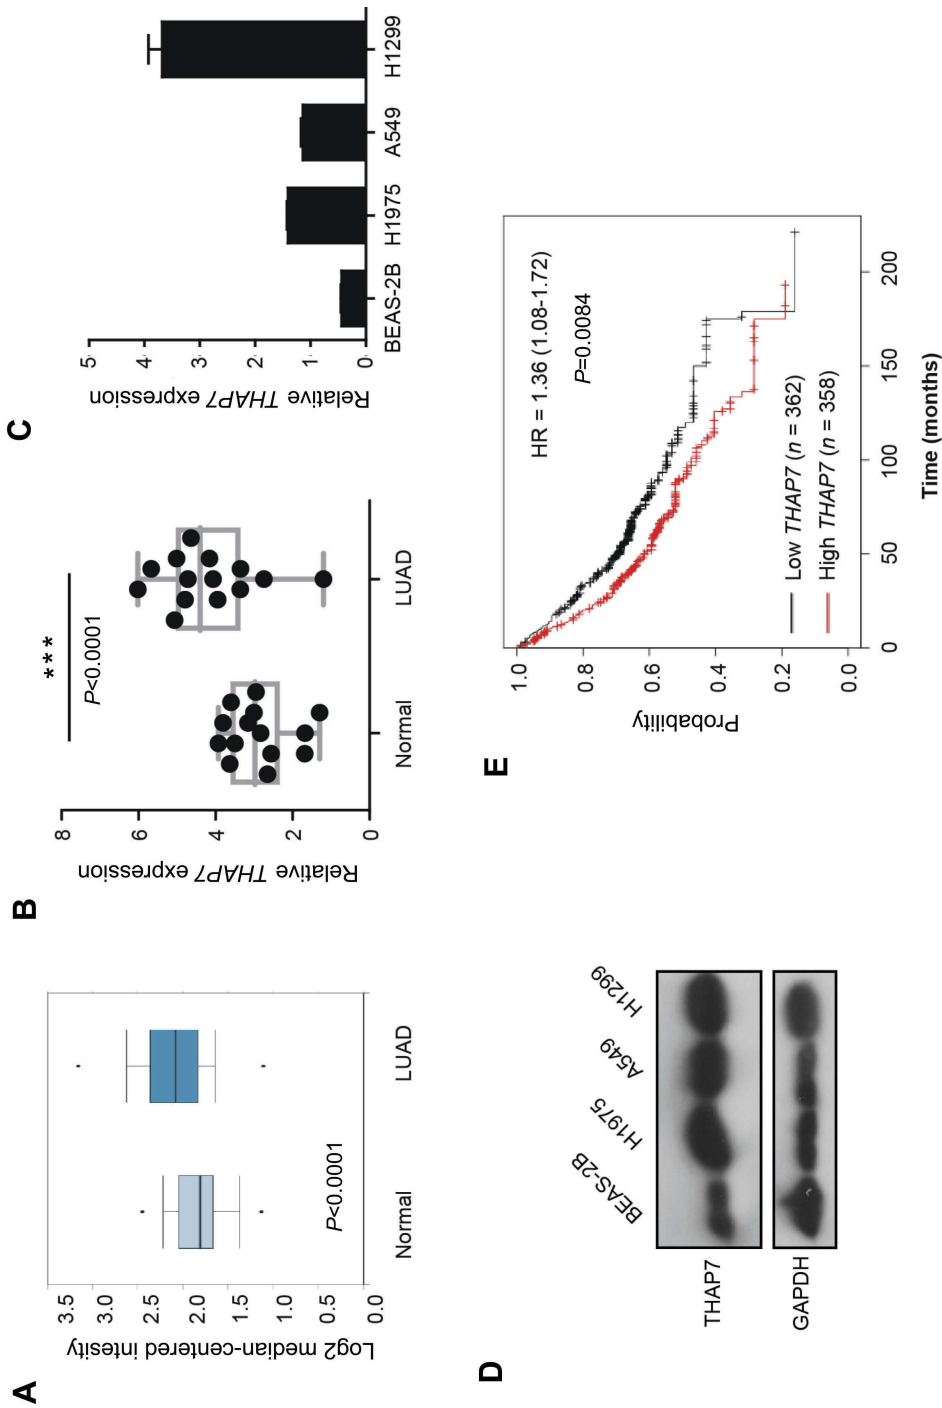 A
Log2 median-centered intesity
3.5
3.0
2.5
2.0
1.5
1.0
0.5
0.0
P<0.0001
Normal
LUAD
B
Relative THAP7 expression
8
6
4
2
0
***
P<0.0001
Normal
LUAD
C
Relative THAP7 expression
5
4
3
2
1
0
BEAS-2B
H1975
A549
H1299
D
BEAS-2B
H1975
A549
H1299
THAP7
GAPDH
E
Probability
1.0
0.8
0.6
0.4
0.2
0.0
HR = 1.36 (1.08-1.72)
P=0.0084
Low THAP7 (n = 362)
High THAP7 (n = 358)
0
50
100
150
200
Time (months)